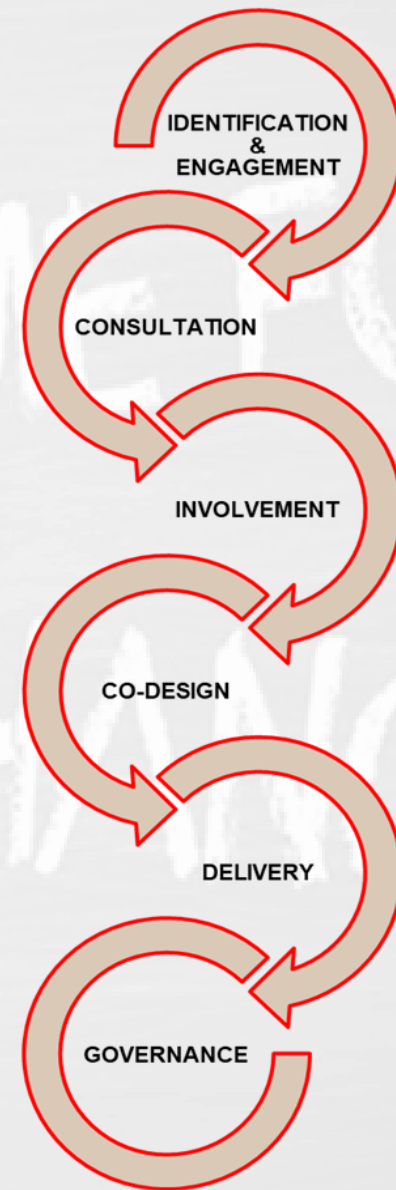 IDENTIFICATION
&
ENGAGEMENT
CONSULTATION
INVOLVEMENT
CO-DESIGN
DELIVERY
GOVERNANCE